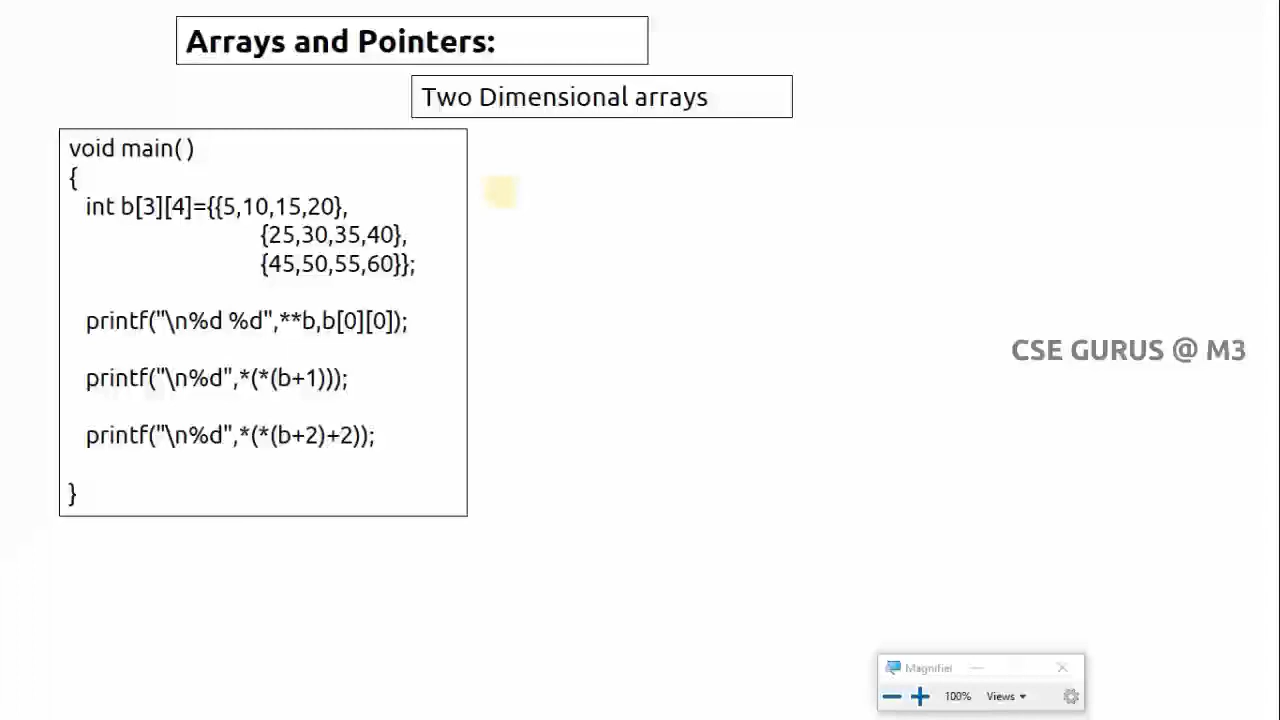 Arrays and Pointers:
Two Dimensional arrays
void main( )
{
int b[3][4]={{5,10,15,20},
{25,30,35,40},
{45,50,55,60}};
printf("\n%d %d",**b,b[0][0]);
printf("\n%d",*(*(b+1)));
printf("\n%d",*(*(b+2)+2));
}
CSE GURUS @ M3
Magnifier
100% Views